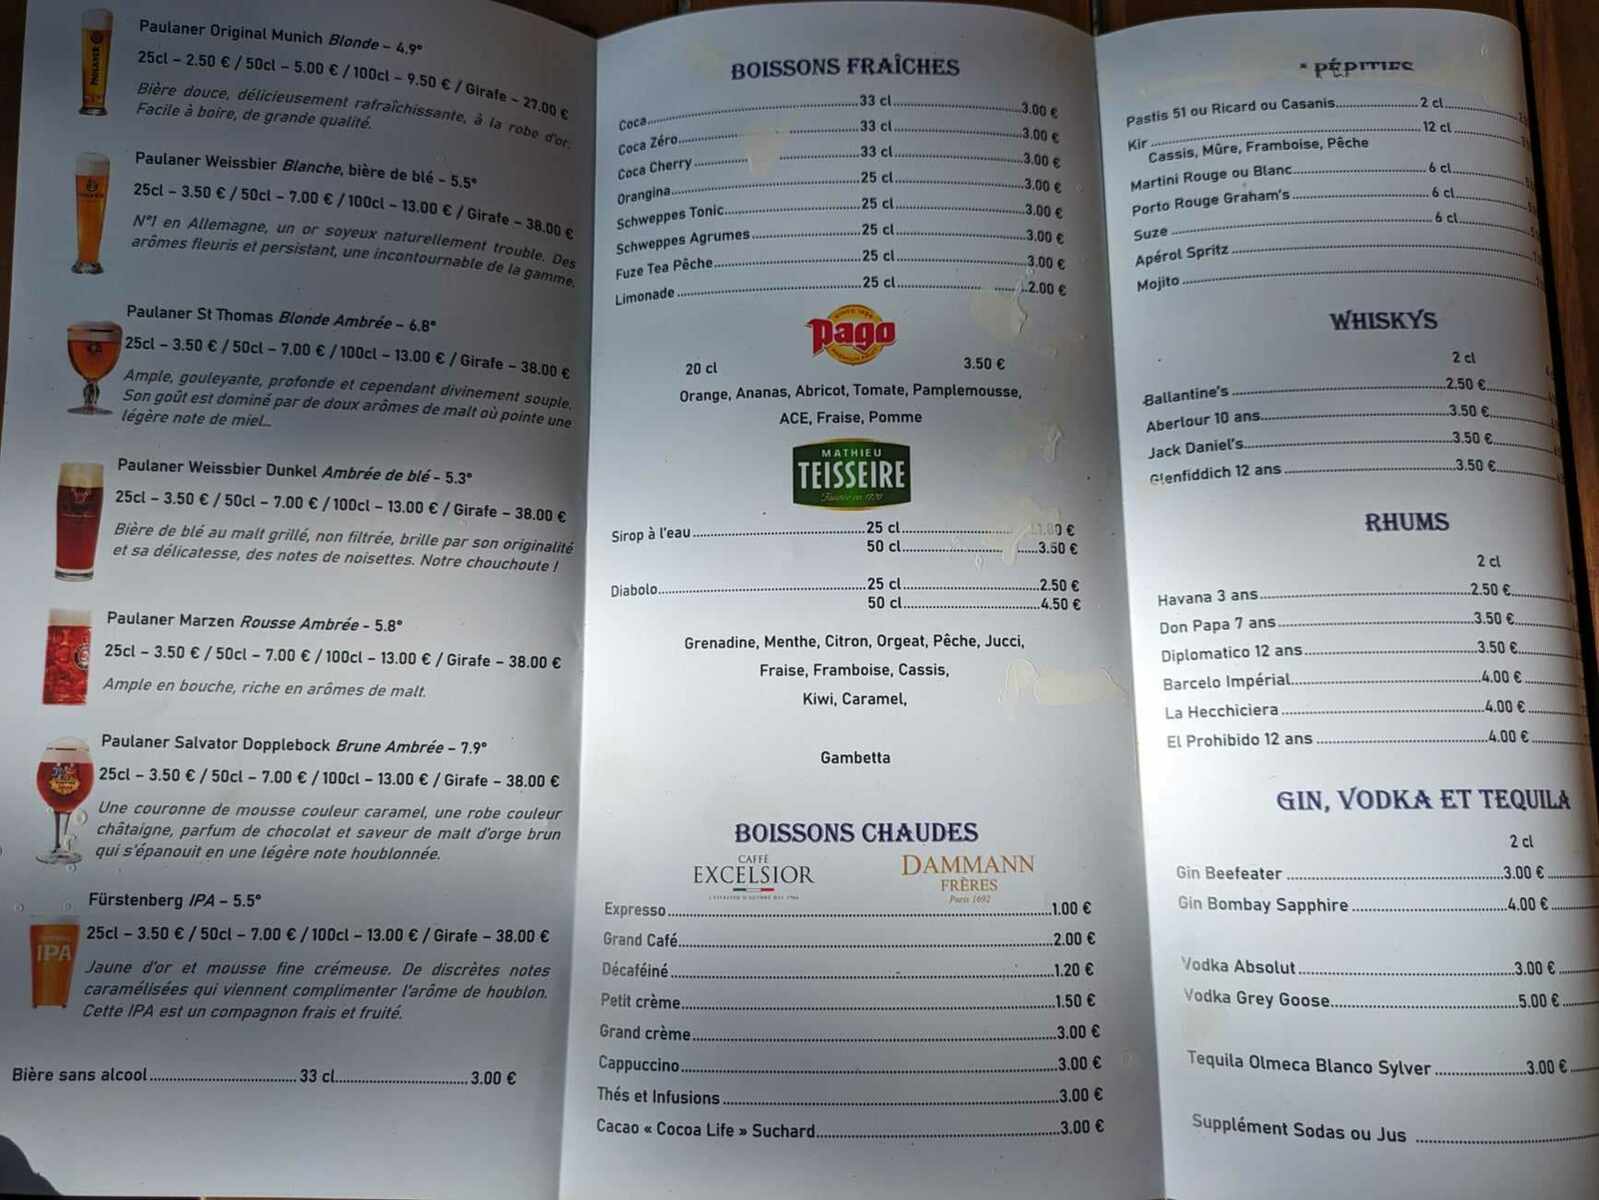 Paulaner Original Munich Blonde – 4.9°
25cl – 2.50 € / 50cl – 5.00 € / 100cl – 9.50 € / Girafe – 27.00 €
Bière douce, délicieusement rafraîchissante, à la robe d'or.
Facile à boire, de grande qualité.
Paulaner Weissbier Blanche, bière de blé – 5.5°
25cl – 3.50 € / 50cl – 7.00 € / 100cl – 13.00 € / Girafe – 38.00 €
N°1 en Allemagne, un or soyeux naturellement trouble. Des
arômes fleuris et persistant, une incontournable de la gamme.
Paulaner St Thomas Blonde Ambrée – 6.8°
25cl – 3.50 € / 50cl – 7.00 € / 100cl – 13.00 € / Girafe – 38.00 €
Ample, gouleyante, profonde et cependant divinement souple.
Son goût est dominé par de doux arômes de malt où pointe une
légère note de miel...
Paulaner Weissbier Dunkel Ambrée de blé – 5.3°
25cl – 3.50 € / 50cl – 7.00 € / 100cl – 13.00 € / Girafe – 38.00 €
Bière de blé au malt grillé, non filtrée, brille par son originalité
et sa délicatesse, des notes de noisettes. Notre chouchoute !
Paulaner Marzen Rousse Ambrée - 5.8°
25cl – 3.50 € / 50cl – 7.00 € / 100cl – 13.00 € / Girafe – 38.00 €
Ample en bouche, riche en arômes de malt.
Paulaner Salvator Dopplebock Brune Ambrée – 7.9°
25cl – 3.50 € / 50cl – 7.00 € / 100cl – 13.00 € / Girafe – 38.00 €
Une couronne de mousse couleur caramel, une robe couleur
châtaigne, parfum de chocolat et saveur de malt d'orge brun
qui s'épanouit en une légère note houblonnée.
Fürstenberg IPA – 5.5°
IPA
25cl – 3.50 € / 50cl – 7.00 € / 100cl – 13.00 € / Girafe – 38.00 €
Jaune d'or et mousse fine crémeuse. De discrètes notes
caramélisées qui viennent complimenter l'arôme de houblon.
Cette IPA est un compagnon frais et fruité.
Bière sans alcool 33 cl 3.00 €
BOISSONS FRAÎCHES
Coca 33 cl 3.00 €
Coca Zéro 33 cl 3.00 €
Coca Cherry 33 cl 3.00 €
Orangina 25 cl 3.00 €
Schweppes Tonic 25 cl 3.00 €
Schweppes Agrumes 25 cl 3.00 €
Fuze Tea Pêche 25 cl 3.00 €
Limonade 25 cl 2.00 €
Pago
20 cl 3.50 €
Orange, Ananas, Abricot, Tomate, Pamplemousse,
ACE, Fraise, Pomme
MATHIEU
TEISSEIRE
Sirop à l'eau 25 cl
50 cl 3.50 €
Diabolo 25 cl 2.50 €
50 cl 4.50 €
Grenadine, Menthe, Citron, Orgeat, Pêche, Jucci,
Fraise, Framboise, Cassis,
Kiwi, Caramel,
Gambetta
BOISSONS CHAUDES
CAFFÉ
EXCELSIOR
DAMMANN
FRÈRES
Paris 1692
Expresso 1.00 €
Grand Café 2.00 €
Décaféiné 1.20 €
Petit crème 1.50 €
Grand crème 3.00 €
Cappuccino 3.00 €
Thés et Infusions 3.00 €
Cacao « Cocoa Life » Suchard 3.00 €
PÉPITIFS
Pastis 51 ou Ricard ou Casanis 2 cl
Kir 12 cl
Cassis, Mûre, Framboise, Pêche
Martini Rouge ou Blanc 6 cl
Porto Rouge Graham's 6 cl
Suze 6 cl
Apérol Spritz
Mojito
WHISKYS
2 cl
Ballantine's 2.50 €
Aberlour 10 ans 3.50 €
Jack Daniel's 3.50 €
Glenfiddich 12 ans 3.50 €
RHUMS
2 cl
Havana 3 ans 2.50 €
Don Papa 7 ans 3.50 €
Diplomatico 12 ans 3.50 €
Barcelo Impérial 4.00 €
La Hecchiciera 4.00 €
El Prohibido 12 ans 4.00 €
GIN, VODKA ET TEQUILA
2 cl
Gin Beefeater 3.00 €
Gin Bombay Sapphire 4.00 €
Vodka Absolut 3.00 €
Vodka Grey Goose 5.00 €
Tequila Olmeca Blanco Sylver 3.00 €
Supplément Sodas ou Jus